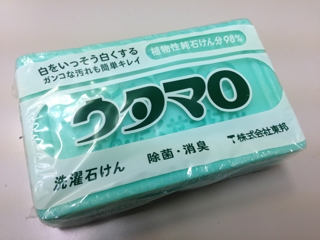 白をいっそう白くする
ガンコな汚れも簡単キレイ
植物性純石けん分98%
ウタマロ
洗濯石けん
除菌・消臭
株式会社東邦